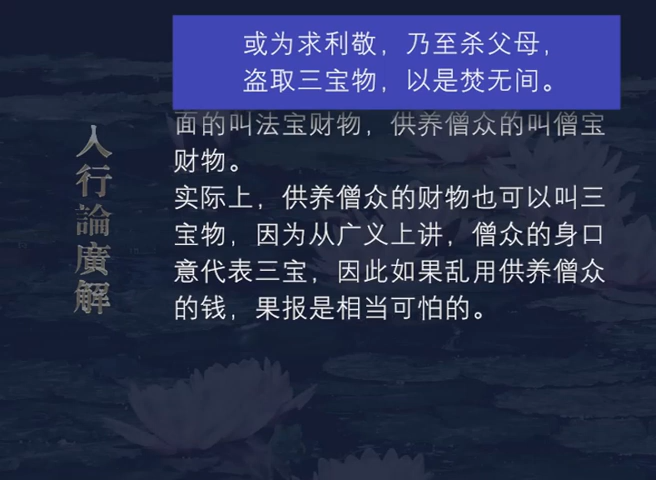 或为求利敬，乃至杀父母，
盗取三宝物，以是焚无间。
人行論廣解
面的叫法宝财物，供养僧众的叫僧宝
财物。
实际上，供养僧众的财物也可以叫三
宝物，因为从广义上讲，僧众的身口
意代表三宝，因此如果乱用供养僧众
的钱，果报是相当可怕的。